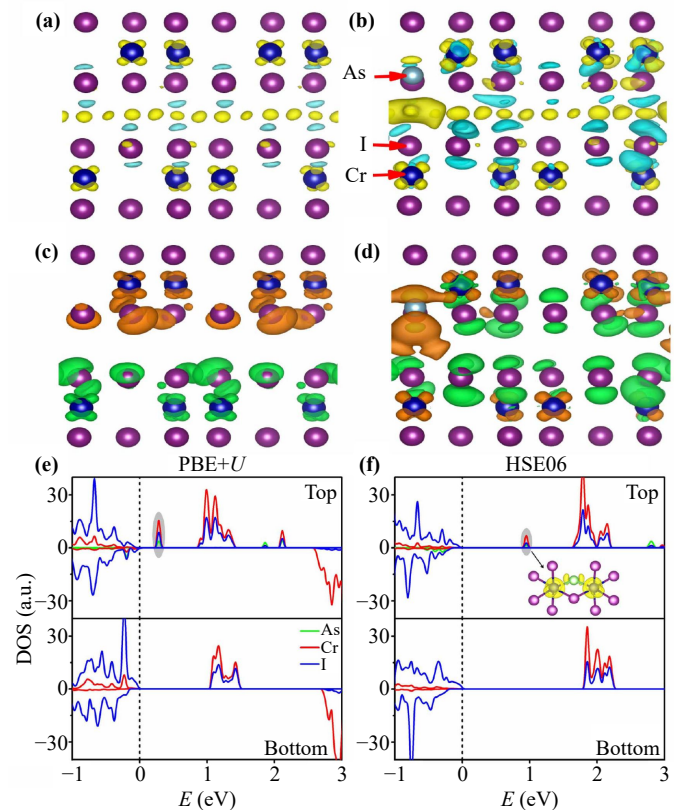 (a)
(b)
As
I
Cr
(c)
(d)
(e) PBE+U
(f) HSE06
30
0
−30
Top
30
0
−30
Top
DOS (a.u.)
30
0
−30
As
Cr
I
Bottom
30
0
−30
Bottom
−1 0 1 2 3
−1 0 1 2 3
E (eV)
E (eV)